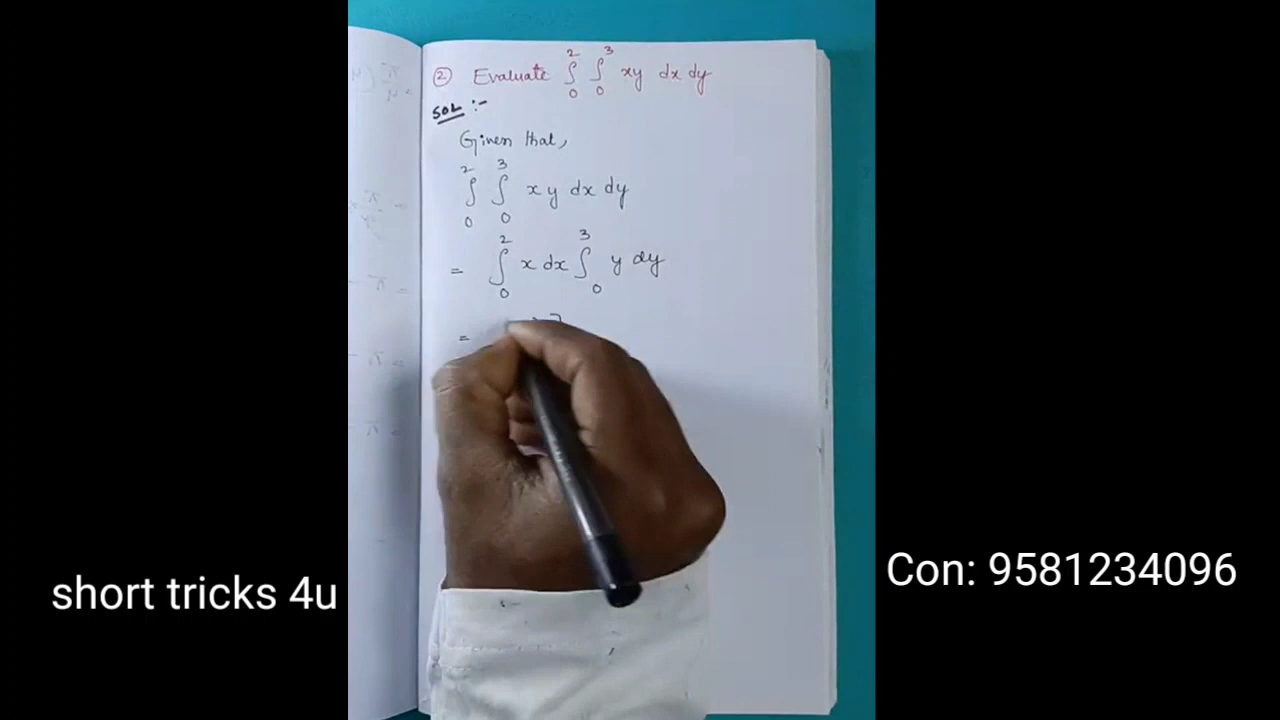 ② Evaluate ∫₀² ∫₀³ xy dx dy
SOL :-
Given that,
∫₀² ∫₀³ xy dx dy
= ∫₀² x dx ∫₀³ y dy
=
short tricks 4u
Con: 9581234096